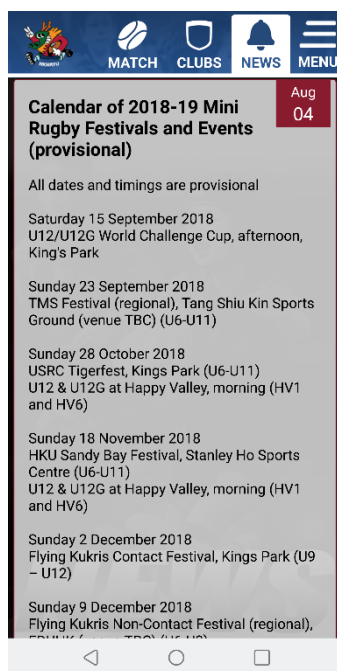 MATCH
CLUBS
NEWS
MENU
Aug
04
Calendar of 2018-19 Mini
Rugby Festivals and Events
(provisional)
All dates and timings are provisional
Saturday 15 September 2018
U12/U12G World Challenge Cup, afternoon,
King's Park
Sunday 23 September 2018
TMS Festival (regional), Tang Shiu Kin Sports
Ground (venue TBC) (U6-U11)
Sunday 28 October 2018
USRC Tigerfest, Kings Park (U6-U11)
U12 & U12G at Happy Valley, morning (HV1
and HV6)
Sunday 18 November 2018
HKU Sandy Bay Festival, Stanley Ho Sports
Centre (U6-U11)
U12 & U12G at Happy Valley, morning (HV1
and HV6)
Sunday 2 December 2018
Flying Kukris Contact Festival, Kings Park (U9
– U12)
Sunday 9 December 2018
Flying Kukris Non-Contact Festival (regional),